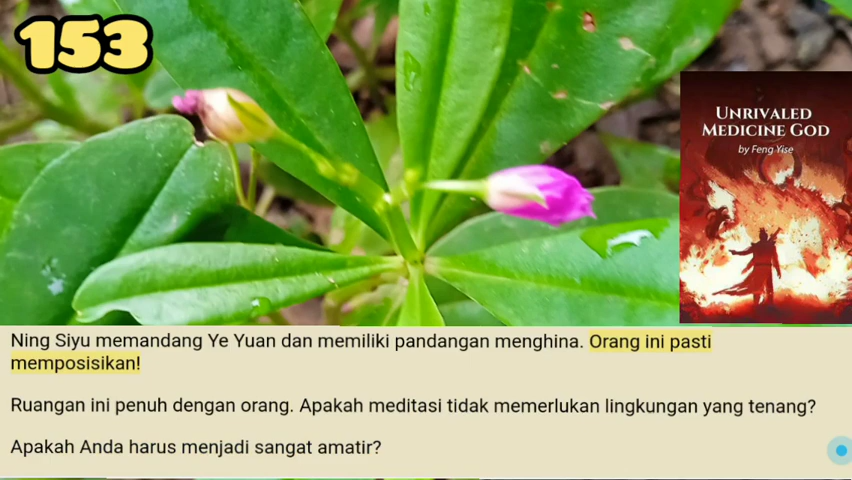 153
UNRIVALED
MEDICINE GOD
by Feng Yise
Ning Siyu memandang Ye Yuan dan memiliki pandangan menghina. Orang ini pasti
memposisikan!
Ruangan ini penuh dengan orang. Apakah meditasi tidak memerlukan lingkungan yang tenang?
Apakah Anda harus menjadi sangat amatir?